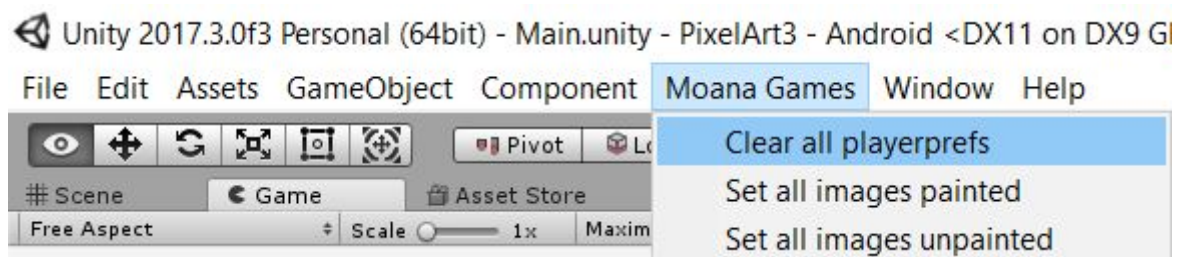 Unity 2017.3.0f3 Personal (64bit) - Main.unity - PixelArt3 - Android <DX11 on DX9 G
File Edit Assets GameObject Component Moana Games Window Help
Pivot Lo Clear all playerprefs
# Scene Game Asset Store Set all images painted
Free Aspect Scale 1x Maxim Set all images unpainted